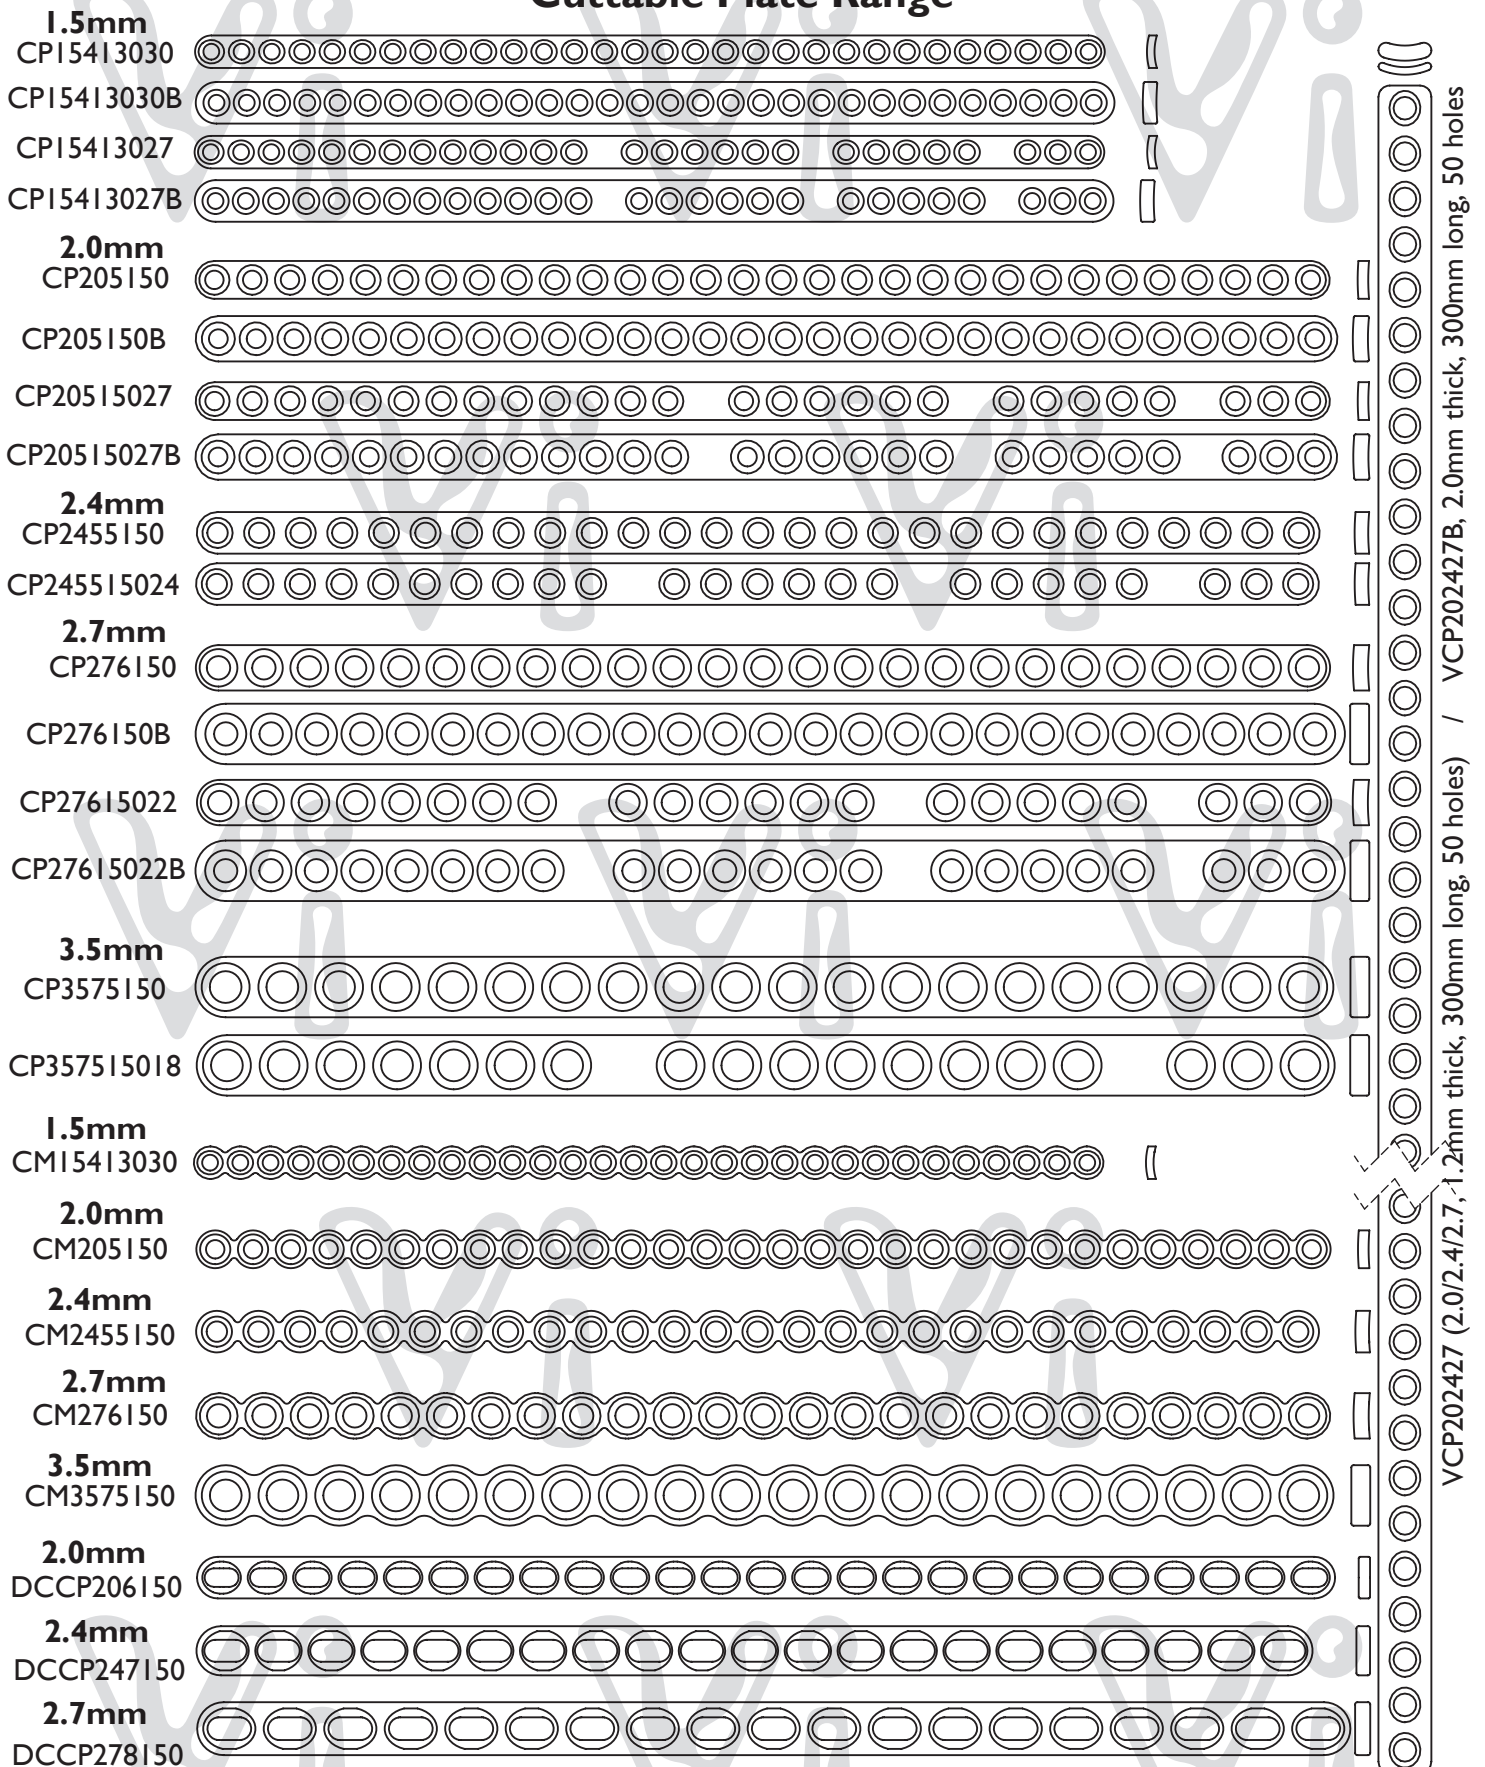 Cuttable Plate Range
1.5mm
CP15413030
CP15413030B
CP15413027
CP15413027B
2.0mm
CP205150
CP205150B
CP20515027
CP20515027B
2.4mm
CP2455150
CP245515024
2.7mm
CP276150
CP276150B
CP27615022
CP27615022B
3.5mm
CP3575150
CP357515018
1.5mm
CM15413030
2.0mm
CM205150
2.4mm
CM2455150
2.7mm
CM276150
3.5mm
CM3575150
2.0mm
DCCP206150
2.4mm
DCCP247150
2.7mm
DCCP278150
VCP202427 (2.0/2.4/2.7, 1.2mm thick, 300mm long, 50 holes) / VCP202427B, 2.0mm thick, 300mm long, 50 holes